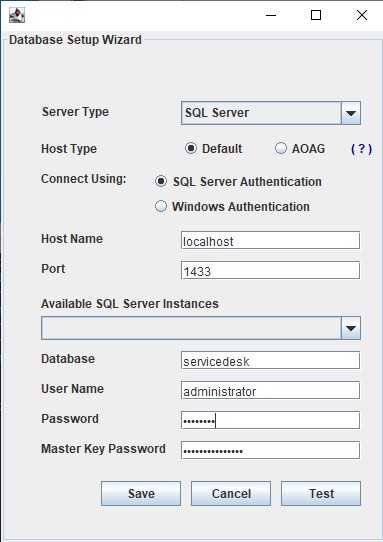 Database Setup Wizard
Server Type SQL Server
Host Type Default AOAG ( ? )
Connect Using: SQL Server Authentication
Windows Authentication
Host Name localhost
Port 1433
Available SQL Server Instances
Database servicedesk
User Name administrator
Password ••••••••
Master Key Password •••••••••••••••
Save Cancel Test